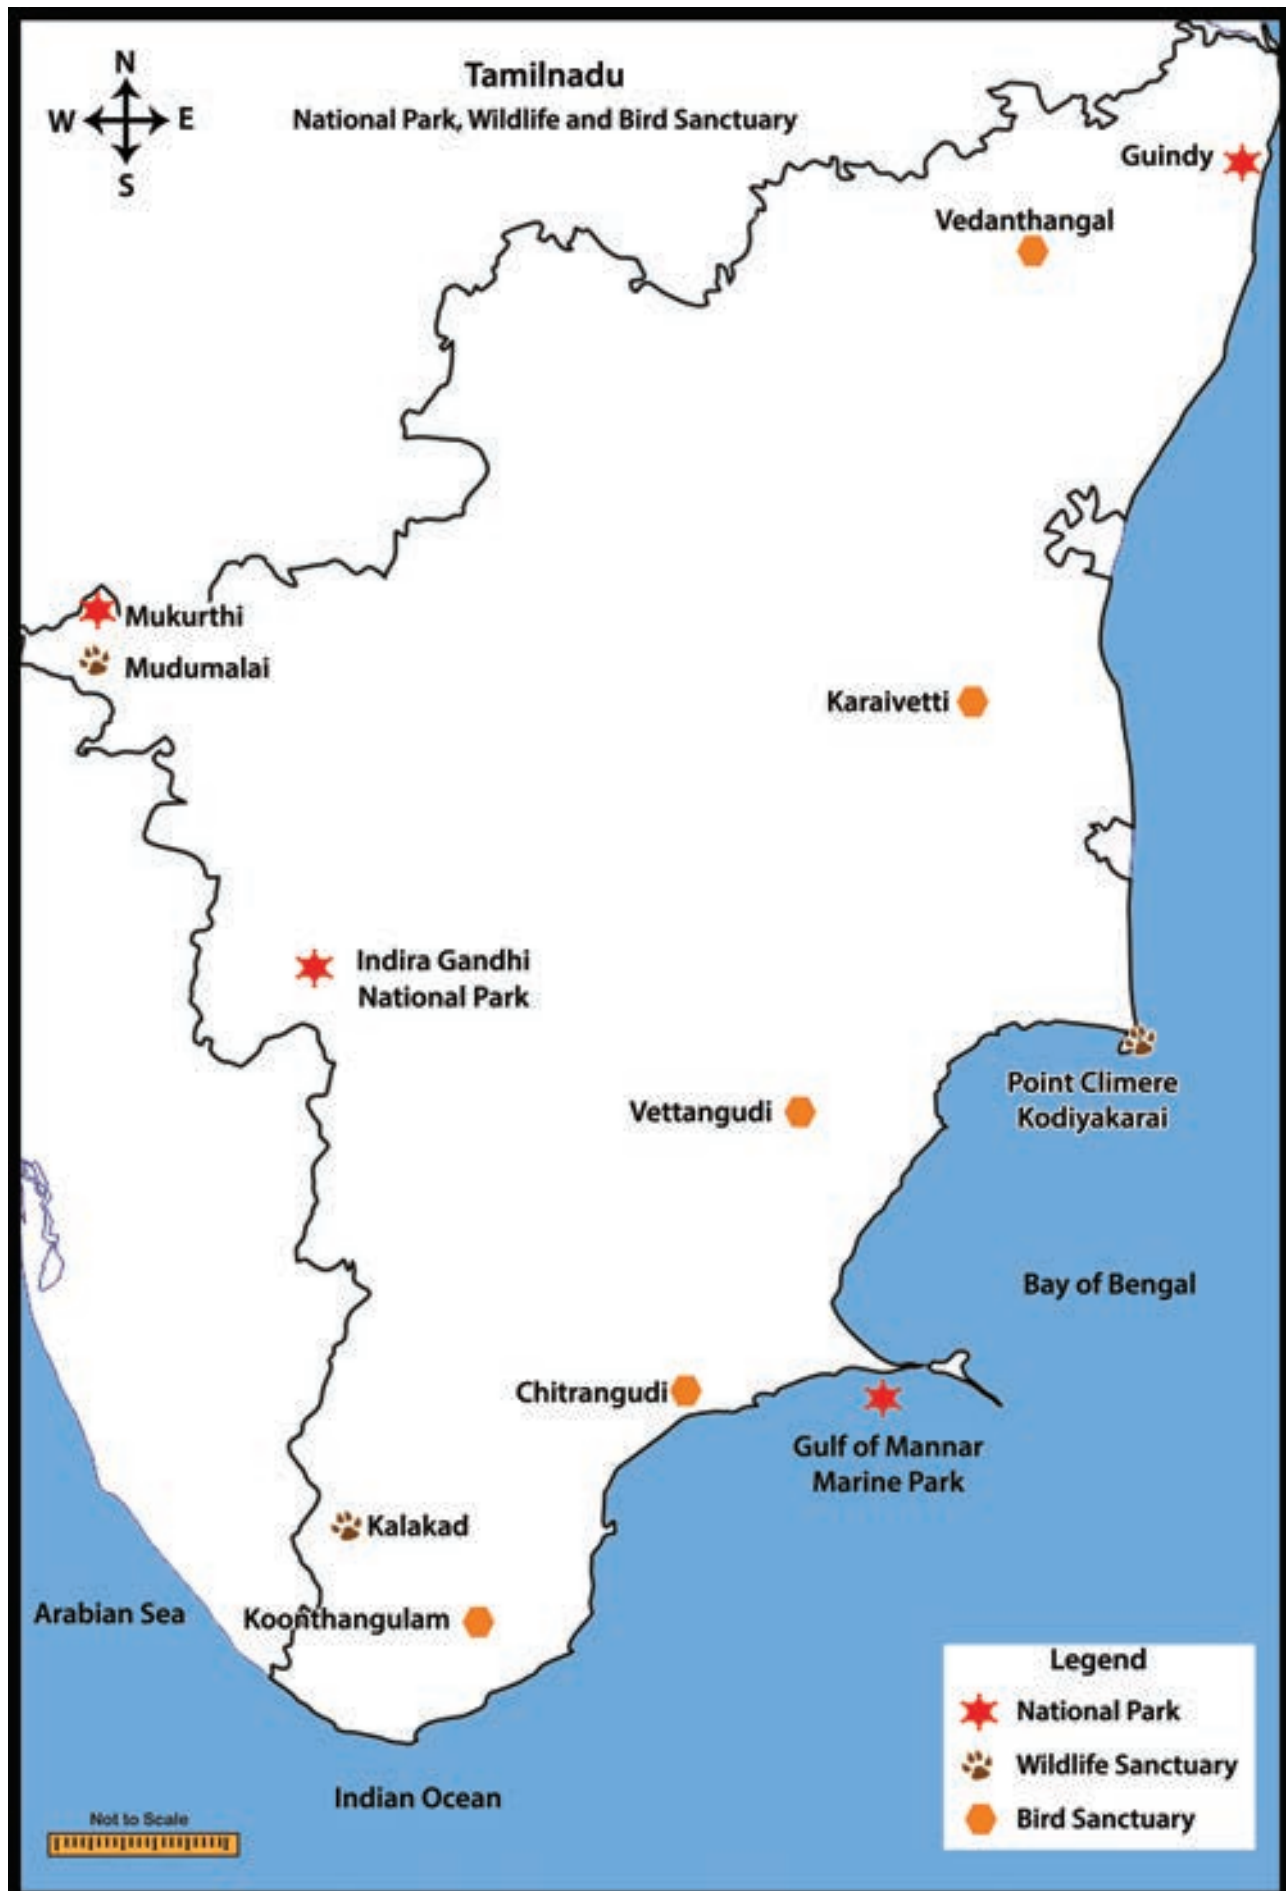 Tamilnadu
National Park, Wildlife and Bird Sanctuary
N
W
E
S
Guindy
Vedanthangal
Mukurthi
Mudumalai
Karaivetti
Indira Gandhi
National Park
Point Climere
Kodiyakarai
Vettangudi
Bay of Bengal
Chitrangudi
Gulf of Mannar
Marine Park
Kalakad
Arabian Sea
Koonthangulam
Indian Ocean
Not to Scale
Legend
National Park
Wildlife Sanctuary
Bird Sanctuary